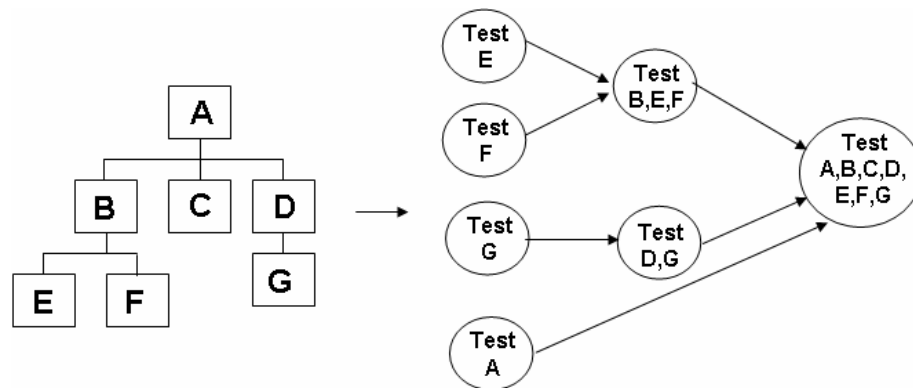 A
B
C
D
E
F
G
Test
E
Test
F
Test
G
Test
A
Test
B,E,F
Test
D,G
Test
A,B,C,D,
E,F,G